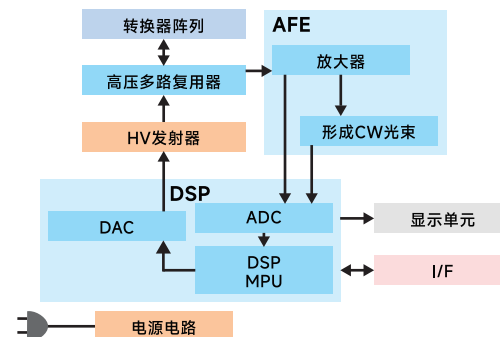 转换器阵列
AFE
高压多路复用器
放大器
HV发射器
形成CW光束
DSP
DAC
ADC
显示单元
DSP
MPU
I/F
电源电路